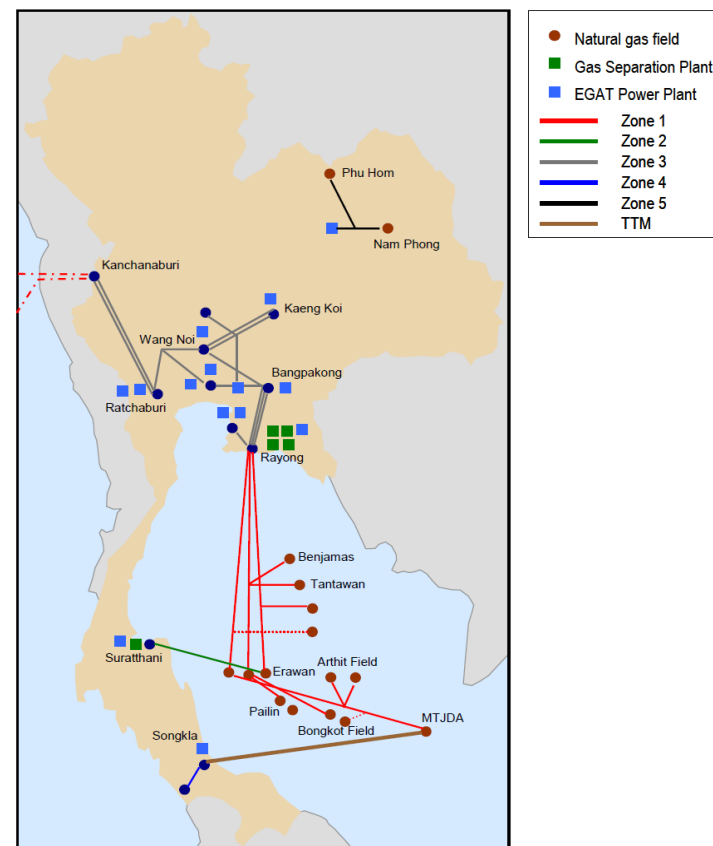 Natural gas field
Gas Separation Plant
EGAT Power Plant
Zone 1
Zone 2
Zone 3
Zone 4
Zone 5
TTM
Phu Hom
Nam Phong
Kanchanaburi
Kaeng Koi
Wang Noi
Bangpakong
Ratchaburi
Rayong
Benjamas
Tantawan
Suratthani
Erawan
Arthit Field
Pailin
Bongkot Field
MTJDA
Songkla